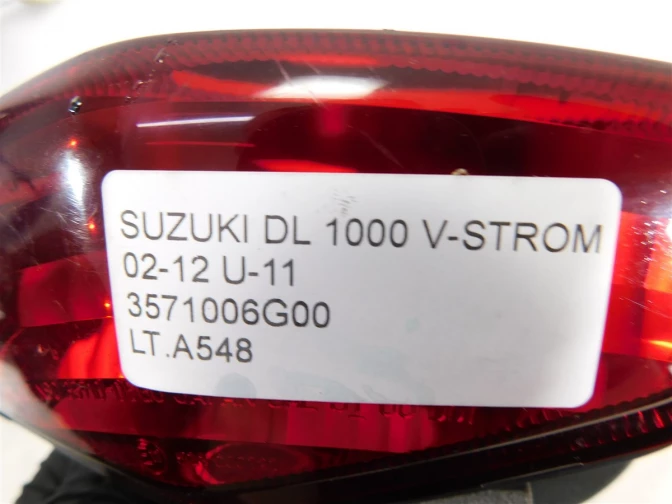 SUZUKI DL 1000 V-STROM
02-12 U-11
3571006G00
LT.A548